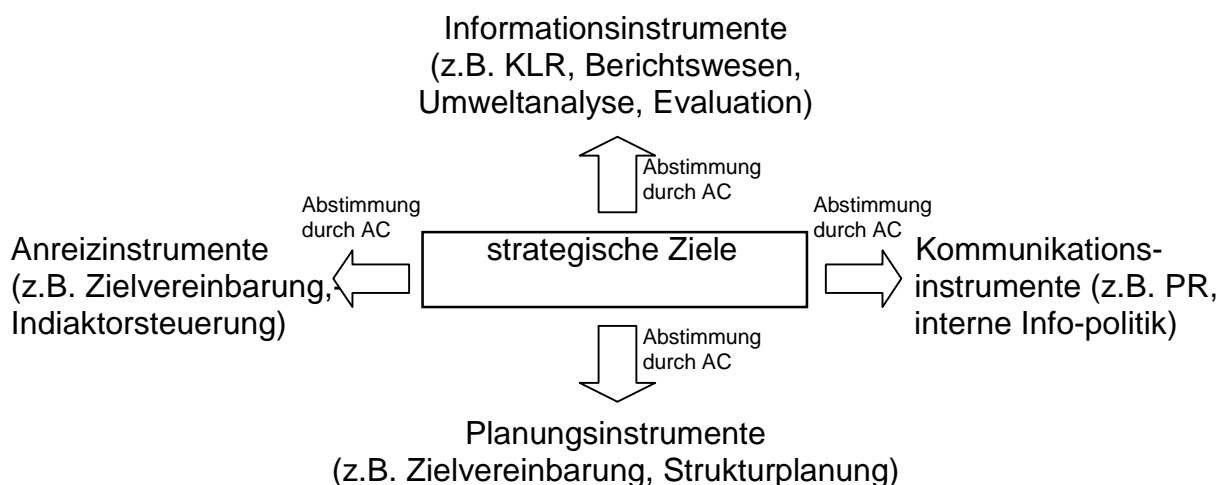 Informationsinstrumente
(z.B. KLR, Berichtswesen,
Umweltanalyse, Evaluation)
Abstimmung
durch AC
Abstimmung
durch AC
Abstimmung
durch AC
Anreizinstrumente
(z.B. Zielvereinbarung,-
Indiaktorsteuerung)
strategische Ziele
Kommunikations-
instrumente (z.B. PR,
interne Info-politik)
Abstimmung
durch AC
Planungsinstrumente
(z.B. Zielvereinbarung, Strukturplanung)